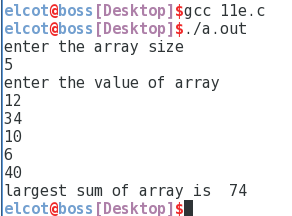 elcot@boss[Desktop]$gcc 11e.c
elcot@boss[Desktop]$./a.out
enter the array size
5
enter the value of array
12
34
10
6
40
largest sum of array is  74
elcot@boss[Desktop]$